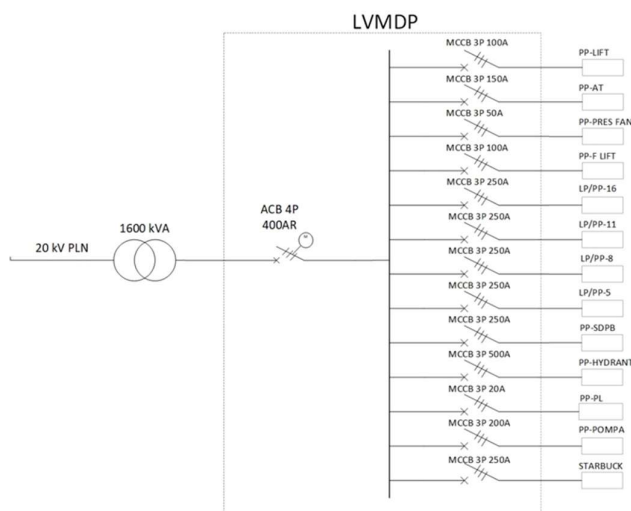 LVMDP
20 kV PLN
1600 kVA
ACB 4P
400AR
MCCB 3P 100A
PP-LIFT
MCCB 3P 150A
PP-AT
MCCB 3P 50A
PP-PRES FAN
MCCB 3P 100A
PP-F LIFT
MCCB 3P 250A
LP/PP-16
MCCB 3P 250A
LP/PP-11
MCCB 3P 250A
LP/PP-8
MCCB 3P 250A
LP/PP-5
MCCB 3P 250A
PP-SDPB
MCCB 3P 500A
PP-HYDRANT
MCCB 3P 20A
PP-PL
MCCB 3P 200A
PP-POMPA
MCCB 3P 250A
STARBUCK